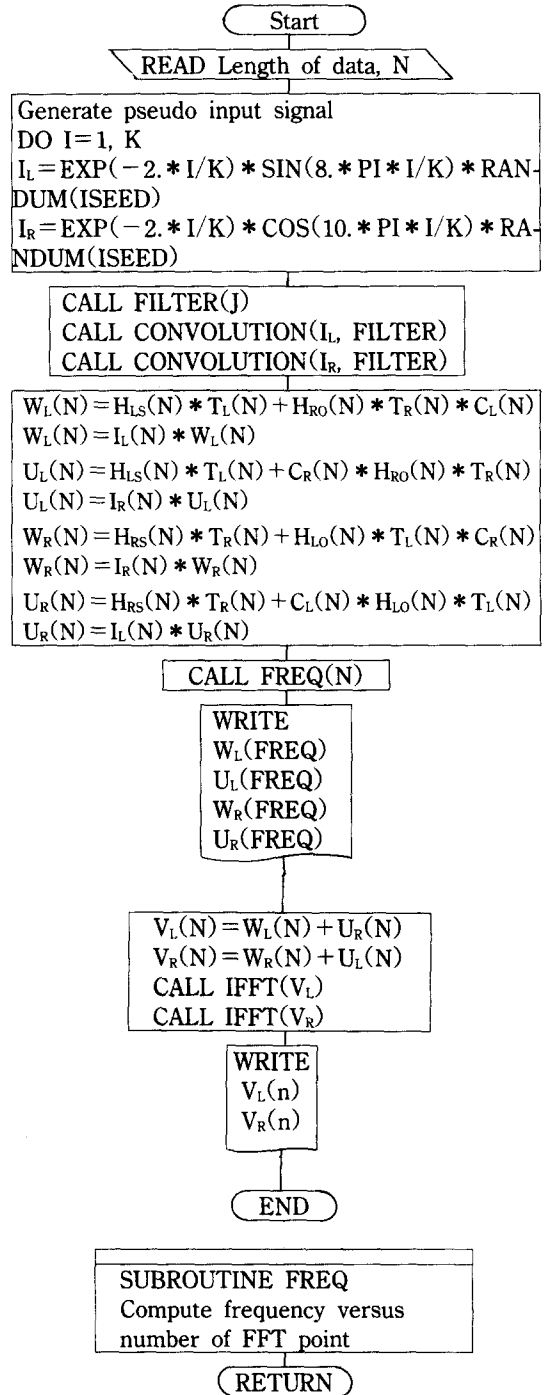 Start
READ Length of data, N
Generate pseudo input signal
DO I=1, K
I_L=EXP(−2.*I/K)*SIN(8.*PI*I/K)*RAN-
DUM(ISEED)
I_R=EXP(−2.*I/K)*COS(10.*PI*I/K)*RA-
NDUM(ISEED)
CALL FILTER(J)
CALL CONVOLUTION(I_L, FILTER)
CALL CONVOLUTION(I_R, FILTER)
W_L(N)=H_LS(N)*T_L(N)+H_RO(N)*T_R(N)*C_L(N)
W_L(N)=I_L(N)*W_L(N)
U_L(N)=H_LS(N)*T_L(N)+C_R(N)*H_RO(N)*T_R(N)
U_L(N)=I_R(N)*U_L(N)
W_R(N)=H_RS(N)*T_R(N)+H_LO(N)*T_L(N)*C_R(N)
W_R(N)=I_R(N)*W_R(N)
U_R(N)=H_RS(N)*T_R(N)+C_L(N)*H_LO(N)*T_L(N)
U_R(N)=I_L(N)*U_R(N)
CALL FREQ(N)
WRITE
W_L(FREQ)
U_L(FREQ)
W_R(FREQ)
U_R(FREQ)
V_L(N)=W_L(N)+U_R(N)
V_R(N)=W_R(N)+U_L(N)
CALL IFFT(V_L)
CALL IFFT(V_R)
WRITE
V_L(n)
V_R(n)
END
SUBROUTINE FREQ
Compute frequency versus
number of FFT point
RETURN